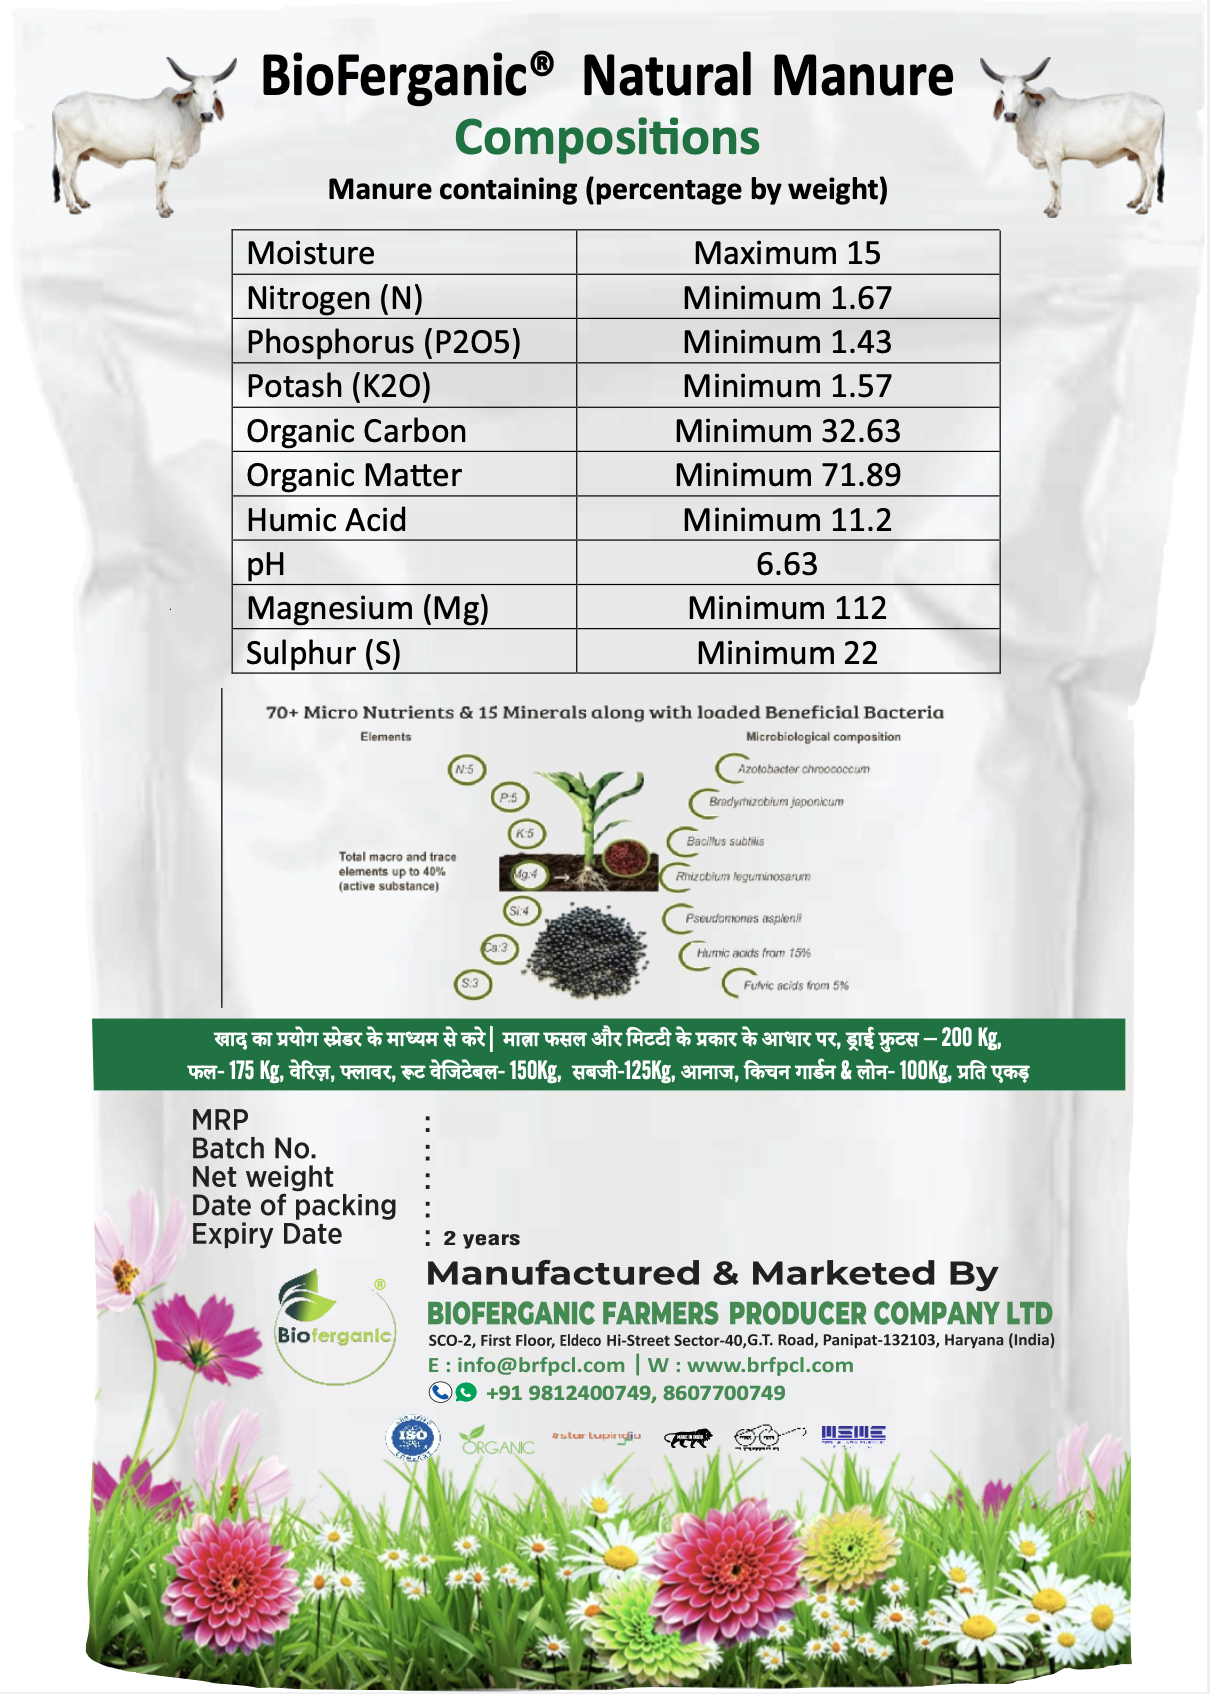 BioFerganic® Natural Manure
Compositions
Manure containing (percentage by weight)
Moisture Maximum 15
Nitrogen (N) Minimum 1.67
Phosphorus (P2O5) Minimum 1.43
Potash (K2O) Minimum 1.57
Organic Carbon Minimum 32.63
Organic Matter Minimum 71.89
Humic Acid Minimum 11.2
pH 6.63
Magnesium (Mg) Minimum 112
Sulphur (S) Minimum 22
70+ Micro Nutrients & 15 Minerals along with loaded Beneficial Bacteria
Elements Microbiological composition
N:5 Azotobacter chroococcum
P:5 Bradyrhizobium japonicum
K:5 Bacillus subtilis
Total macro and trace
elements up to 40%
(active substance)
Mg:4 Rhizobium leguminosarum
Si:4 Pseudomonas asplenii
Ca:3 Humic acids from 15%
S:3 Fulvic acids from 5%
खाद का प्रयोग स्प्रेडर के माध्यम से करे| मात्रा फसल और मिटटी के प्रकार के आधार पर, ड्राई फ्रुटस – 200 Kg,
फल- 175 Kg, वेरिज़, फ्लावर, रूट वेजिटेबल- 150Kg, सबजी-125Kg, आनाज, किचन गार्डन & लोन- 100Kg, प्रति एकड़
MRP :
Batch No. :
Net weight :
Date of packing :
Expiry Date : 2 years
Manufactured & Marketed By
BIOFERGANIC FARMERS PRODUCER COMPANY LTD
SCO-2, First Floor, Eldeco Hi-Street Sector-40,G.T. Road, Panipat-132103, Haryana (India)
E : info@brfpcl.com | W : www.brfpcl.com
+91 9812400749, 8607700749
Bioferganic ®
ISO ORGANIC #startupindia MSME